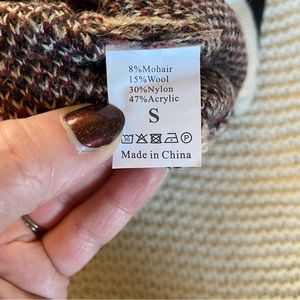 8%Mohair
15%Wool
30%Nylon
47%Acrylic
S
Made in China